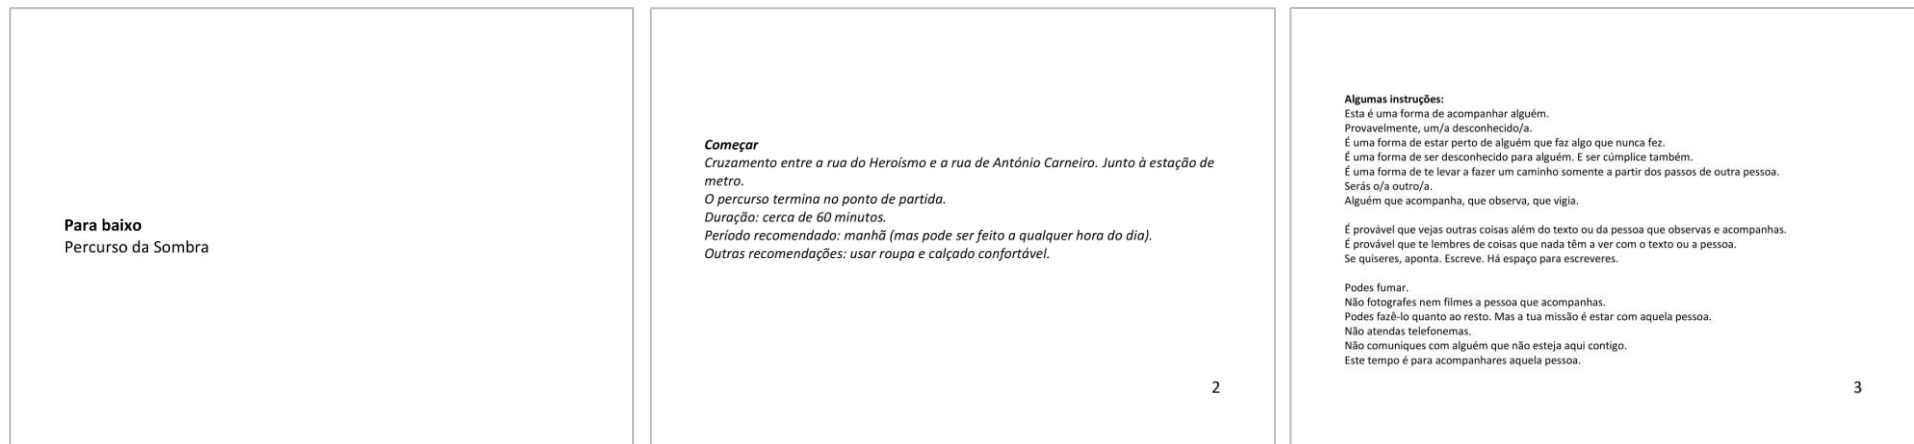 Para baixo
Percurso da Sombra
Começar
Cruzamento entre a rua do Heroísmo e a rua de António Carneiro. Junto à estação de
metro.
O percurso termina no ponto de partida.
Duração: cerca de 60 minutos.
Período recomendado: manhã (mas pode ser feito a qualquer hora do dia).
Outras recomendações: usar roupa e calçado confortável.
2
Algumas instruções:
Esta é uma forma de acompanhar alguém.
Provavelmente, um/a desconhecido/a.
É uma forma de estar perto de alguém que faz algo que nunca fez.
É uma forma de ser desconhecido para alguém. E ser cúmplice também.
É uma forma de te levar a fazer um caminho somente a partir dos passos de outra pessoa.
Serás o/a outro/a.
Alguém que acompanha, que observa, que vigia.
É provável que vejas outras coisas além do texto ou da pessoa que observas e acompanhas.
É provável que te lembres de coisas que nada têm a ver com o texto ou a pessoa.
Se quiseres, aponta. Escreve. Há espaço para escreveres.
Podes fumar.
Não fotografes nem filmes a pessoa que acompanhas.
Podes fazê-lo quanto ao resto. Mas a tua missão é estar com aquela pessoa.
Não atendas telefonemas.
Não comuniques com alguém que não esteja aqui contigo.
Este tempo é para acompanhares aquela pessoa.
3